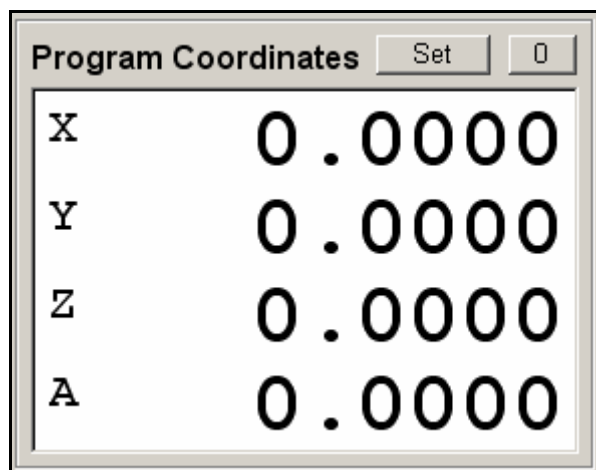 Program Coordinates Set 0
X 0.0000
Y 0.0000
Z 0.0000
A 0.0000